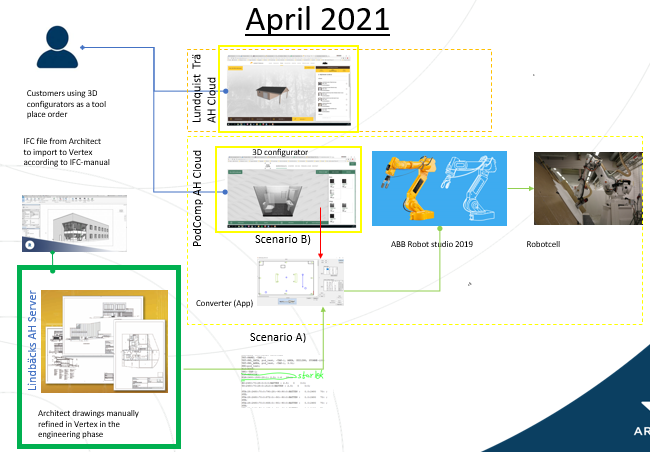 April 2021
Customers using 3D
configurators as a tool
place order
IFC file from Architect
to import to Vertex
according to IFC-manual
Lundquist Trä
AH Cloud
3D configurator
PodComp AH Cloud
Scenario B)
Converter (App)
ABB Robot studio 2019
Robotcell
Scenario A)
Lindbäcks AH Server
Architect drawings manually
refined in Vertex in the
engineering phase
AR